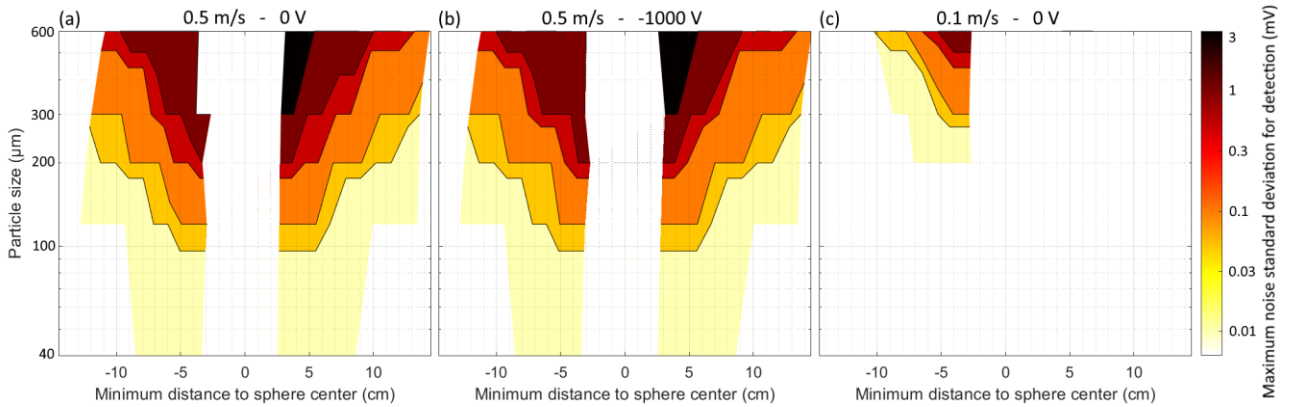 (a) 0.5 m/s - 0 V
(b) 0.5 m/s - -1000 V
(c) 0.1 m/s - 0 V
Particle size (μm)
600
300
200
100
40
-10 -5 0 5 10
Minimum distance to sphere center (cm)
-10 -5 0 5 10
Minimum distance to sphere center (cm)
-10 -5 0 5 10
Minimum distance to sphere center (cm)
3
1
0.3
0.1
0.03
0.01
Maximum noise standard deviation for detection (mV)